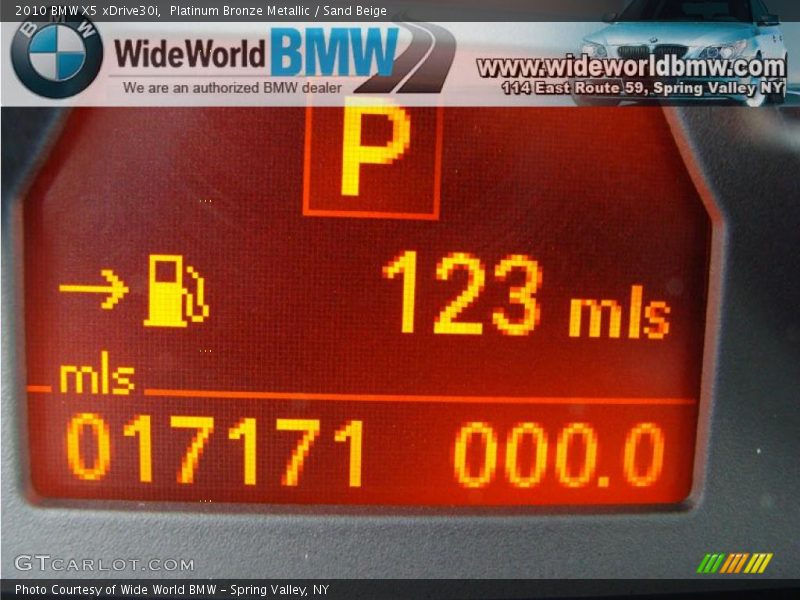 2010 BMW X5 xDrive30i, Platinum Bronze Metallic / Sand Beige
BMW
WideWorld BMW
We are an authorized BMW dealer
www.wideworldbmw.com
114 East Route 59, Spring Valley NY
P
123 mls
mls
017171 000.0
GTCARLOT.COM
Photo Courtesy of Wide World BMW - Spring Valley, NY